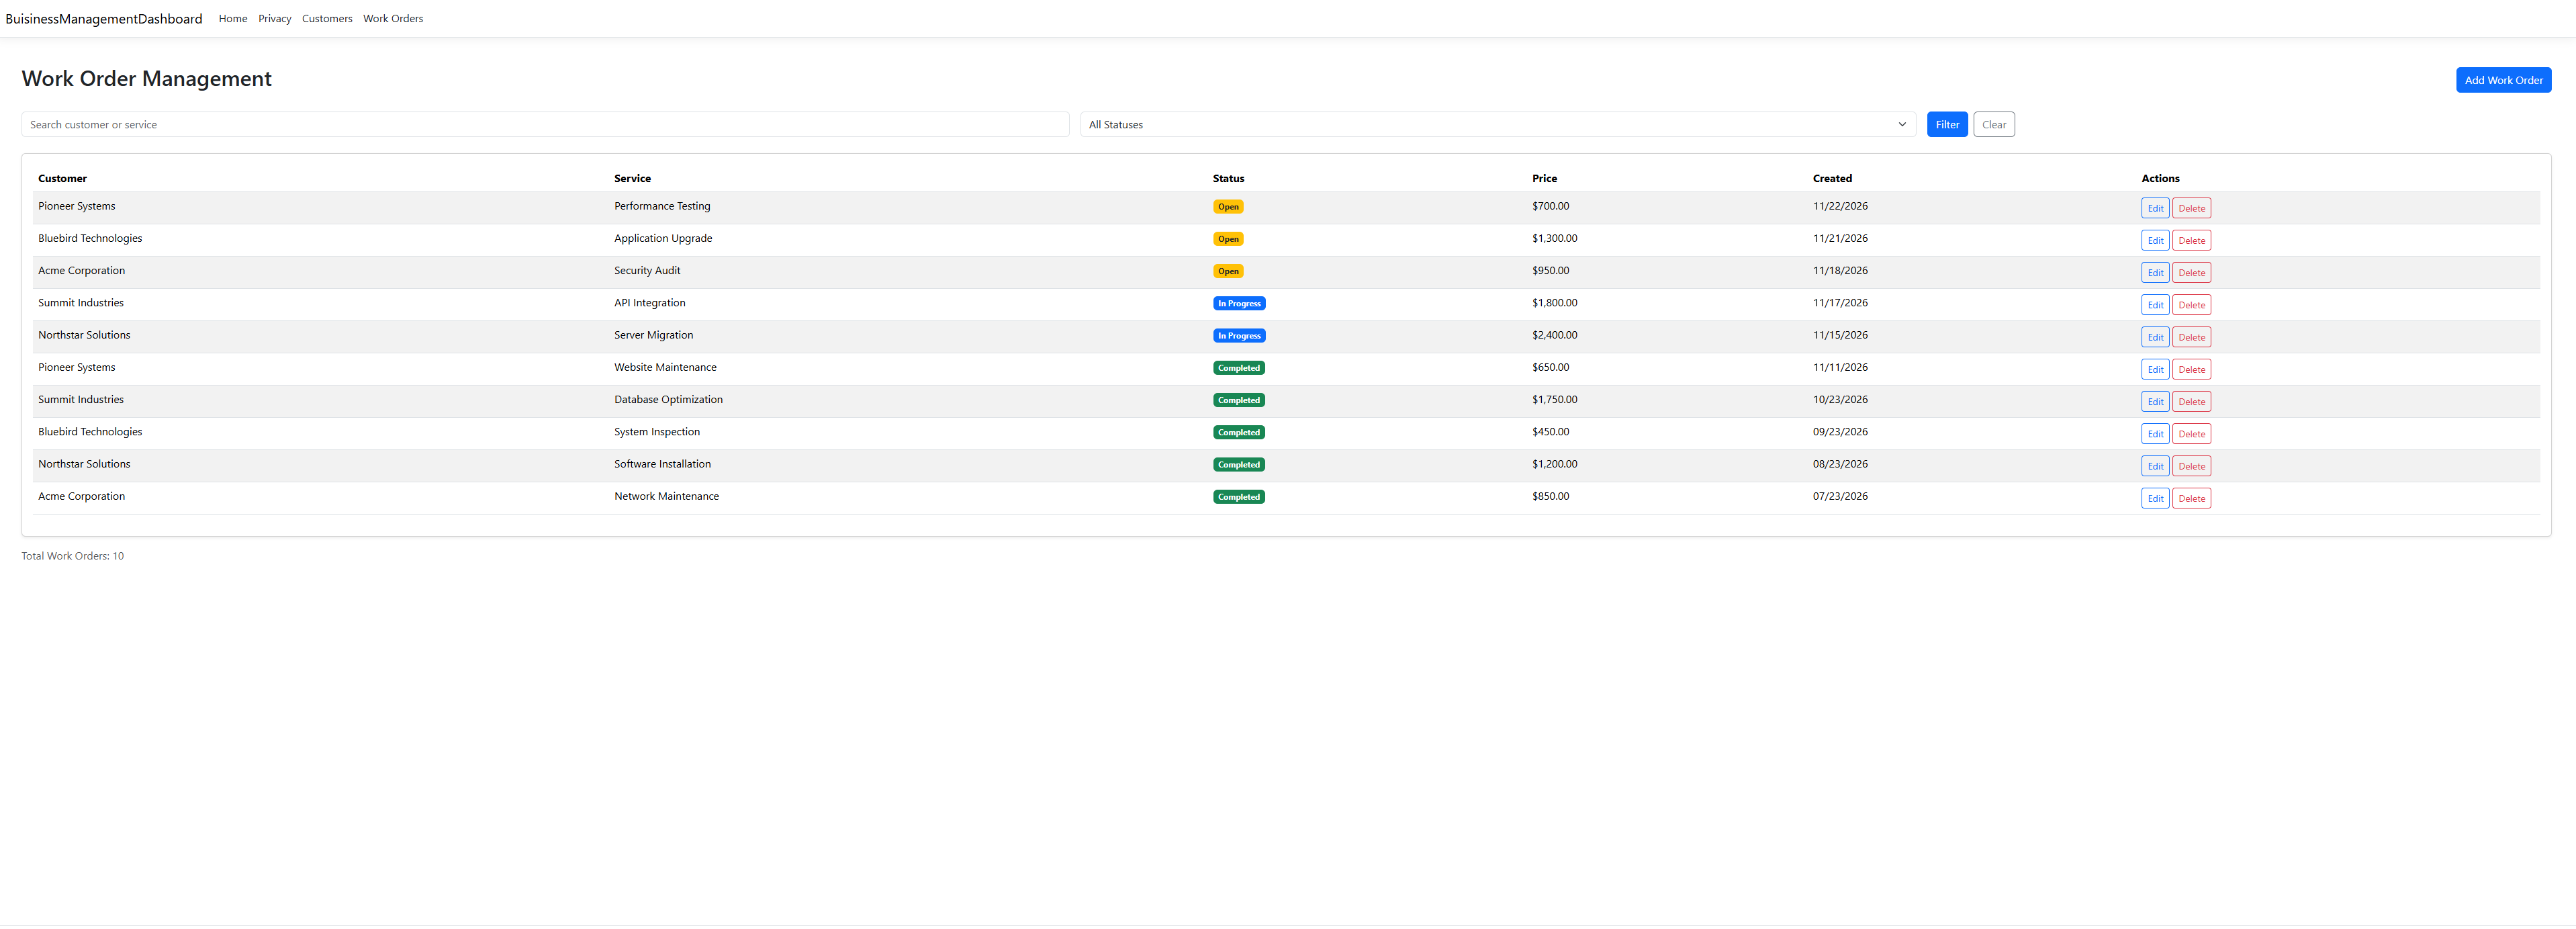 BuisinessManagementDashboard Home Privacy Customers Work Orders
Work Order Management Add Work Order
Search customer or service All Statuses Filter Clear
Customer Service Status Price Created Actions
Pioneer Systems Performance Testing Open $700.00 11/22/2026 Edit Delete
Bluebird Technologies Application Upgrade Open $1,300.00 11/21/2026 Edit Delete
Acme Corporation Security Audit Open $950.00 11/18/2026 Edit Delete
Summit Industries API Integration In Progress $1,800.00 11/17/2026 Edit Delete
Northstar Solutions Server Migration In Progress $2,400.00 11/15/2026 Edit Delete
Pioneer Systems Website Maintenance Completed $650.00 11/11/2026 Edit Delete
Summit Industries Database Optimization Completed $1,750.00 10/23/2026 Edit Delete
Bluebird Technologies System Inspection Completed $450.00 09/23/2026 Edit Delete
Northstar Solutions Software Installation Completed $1,200.00 08/23/2026 Edit Delete
Acme Corporation Network Maintenance Completed $850.00 07/23/2026 Edit Delete
Total Work Orders: 10